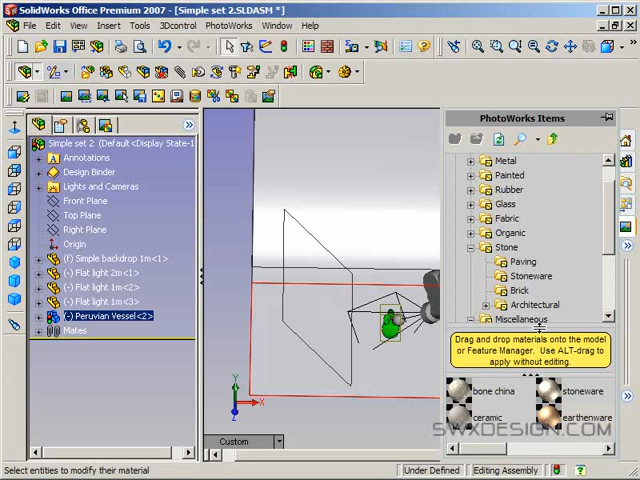 SolidWorks Office Premium 2007 - [Simple set 2.SLDASM *]
File Edit View Insert Tools 3Dcontrol Toolbox PhotoWorks Window Help
PhotoWorks Items
Simple set 2 (Default<Display State-1
Annotations
Design Binder
Lights and Cameras
Front Plane
Top Plane
Right Plane
Origin
(f) Simple backdrop 1m<1>
(-) Flat light 2m<1>
(-) Flat light 1m<2>
(-) Flat light 1m<3>
(-) Peruvian Vessel<2>
Mates
Metal
Painted
Rubber
Glass
Fabric
Organic
Stone
Paving
Stoneware
Brick
Architectural
Miscellaneous
Drag and drop materials onto the model
or Feature Manager. Use ALT-drag to
apply without editing.
bone china stoneware
ceramic earthenware
SWXDESIGN.COM
Y
X
Z
Custom
Select entities to modify their material Under Defined Editing Assembly